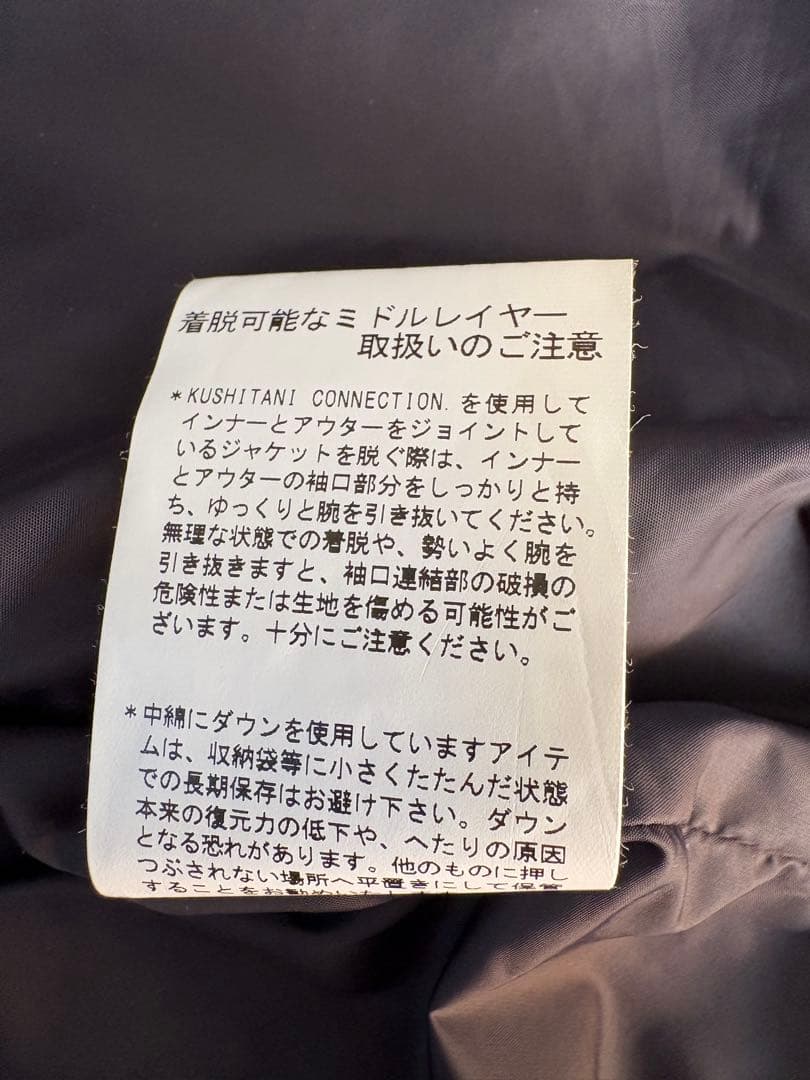 着脱可能なミドルレイヤー
取扱いのご注意
*KUSHITANI CONNECTION.を使用して
インナーとアウターをジョイントして
いるジャケットを脱ぐ際は、インナー
とアウターの袖口部分をしっかりと持
ち、ゆっくりと腕を引き抜いてください。
無理な状態での着脱や、勢いよく腕を
引き抜きますと、袖口連結部の破損の
危険性または生地を傷める可能性がご
ざいます。十分にご注意ください。
*中綿にダウンを使用していますアイテ
ムは、収納袋等に小さくたたんだ状態
での長期保存はお避け下さい。ダウン
本来の復元力の低下や、へたりの原因
となる恐れがあります。他のものに押し
つぶされない場所へ平置きにして保管
することをお勧めいた